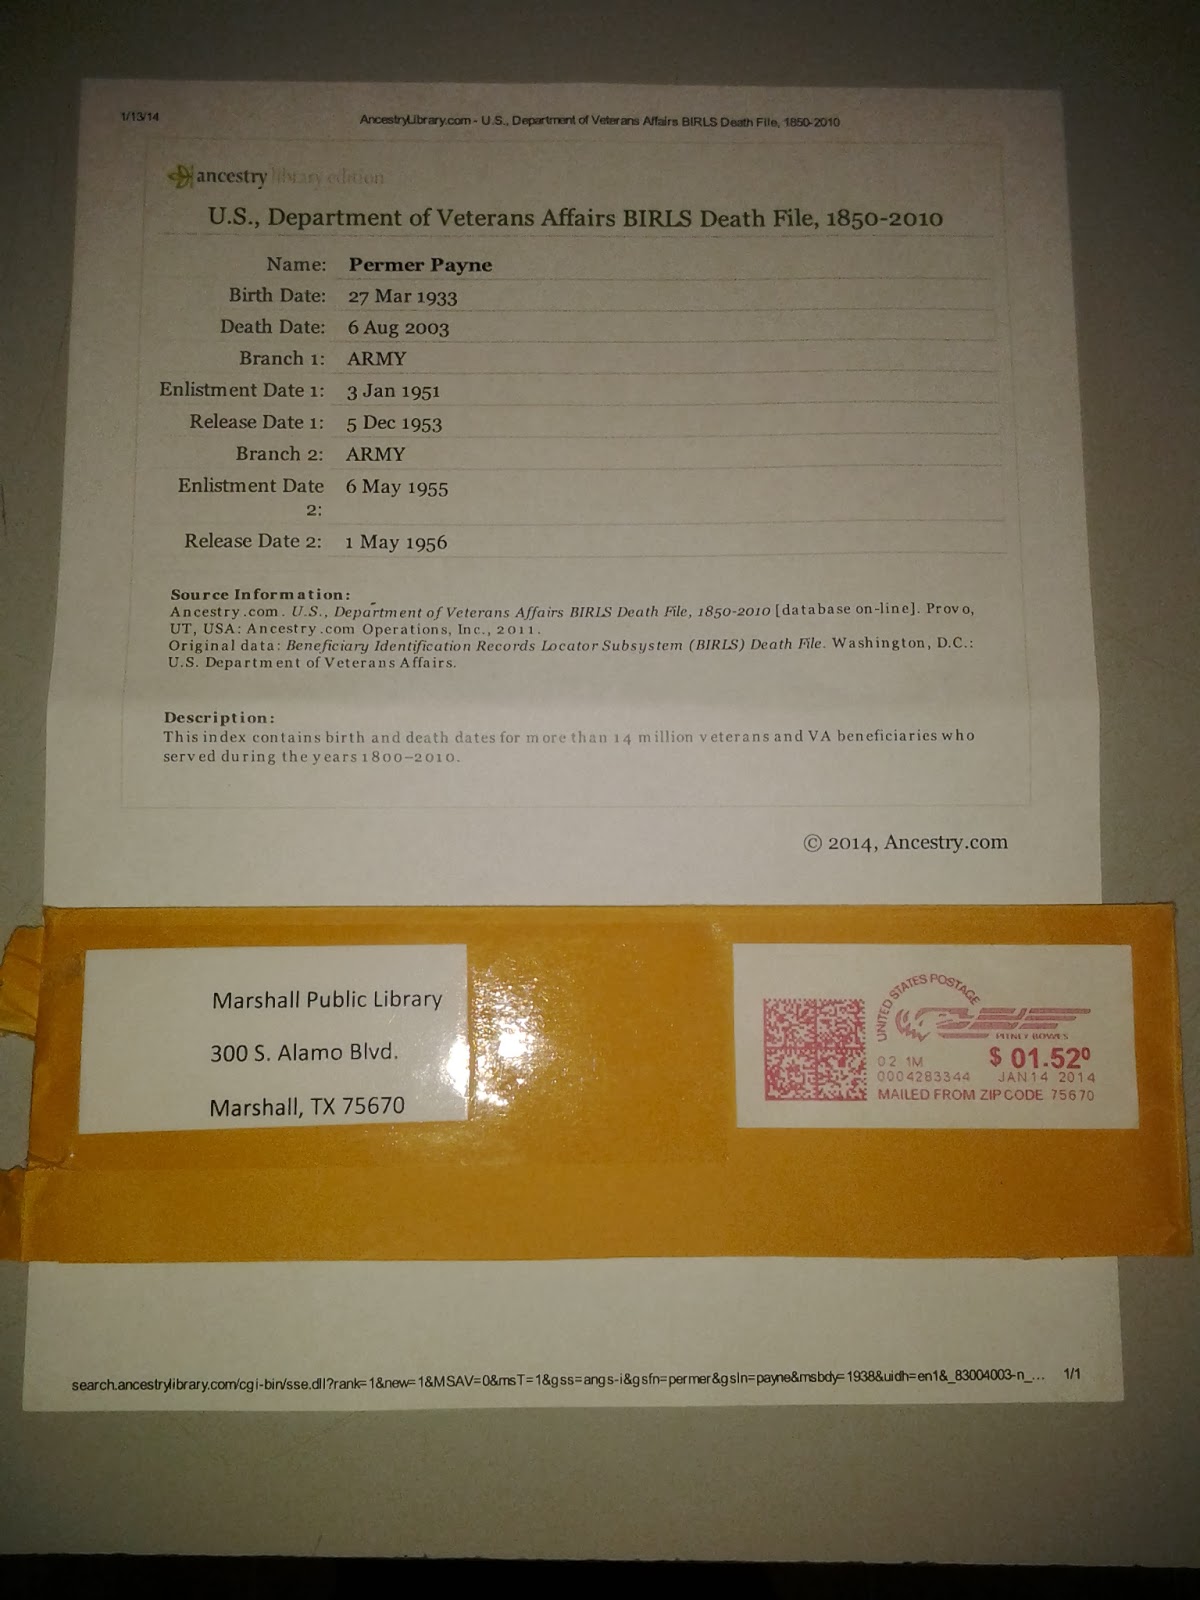 1/13/14 AncestryLibrary.com - U.S., Department of Veterans Affairs BIRLS Death File, 1850-2010
ancestry library edition
U.S., Department of Veterans Affairs BIRLS Death File, 1850-2010
Name: Permer Payne
Birth Date: 27 Mar 1933
Death Date: 6 Aug 2003
Branch 1: ARMY
Enlistment Date 1: 3 Jan 1951
Release Date 1: 5 Dec 1953
Branch 2: ARMY
Enlistment Date 6 May 1955
2:
Release Date 2: 1 May 1956
Source Information:
Ancestry.com. U.S., Department of Veterans Affairs BIRLS Death File, 1850-2010 [database on-line]. Provo,
UT, USA: Ancestry.com Operations, Inc., 2011.
Original data: Beneficiary Identification Records Locator Subsystem (BIRLS) Death File. Washington, D.C.:
U.S. Department of Veterans Affairs.
Description:
This index contains birth and death dates for more than 14 million veterans and VA beneficiaries who
served during the years 1800–2010.
© 2014, Ancestry.com
Marshall Public Library
300 S. Alamo Blvd.
Marshall, TX 75670
UNITED STATES POSTAGE
PITNEY BOWES
02 1M $ 01.52⁰
0004283344 JAN 14 2014
MAILED FROM ZIP CODE 75670
search.ancestrylibrary.com/cgi-bin/sse.dll?rank=1&new=1&MSAV=0&msT=1&gss=angs-i&gsfn=permer&gsln=payne&msbdy=1938&uidh=en1&_83004003-n_... 1/1